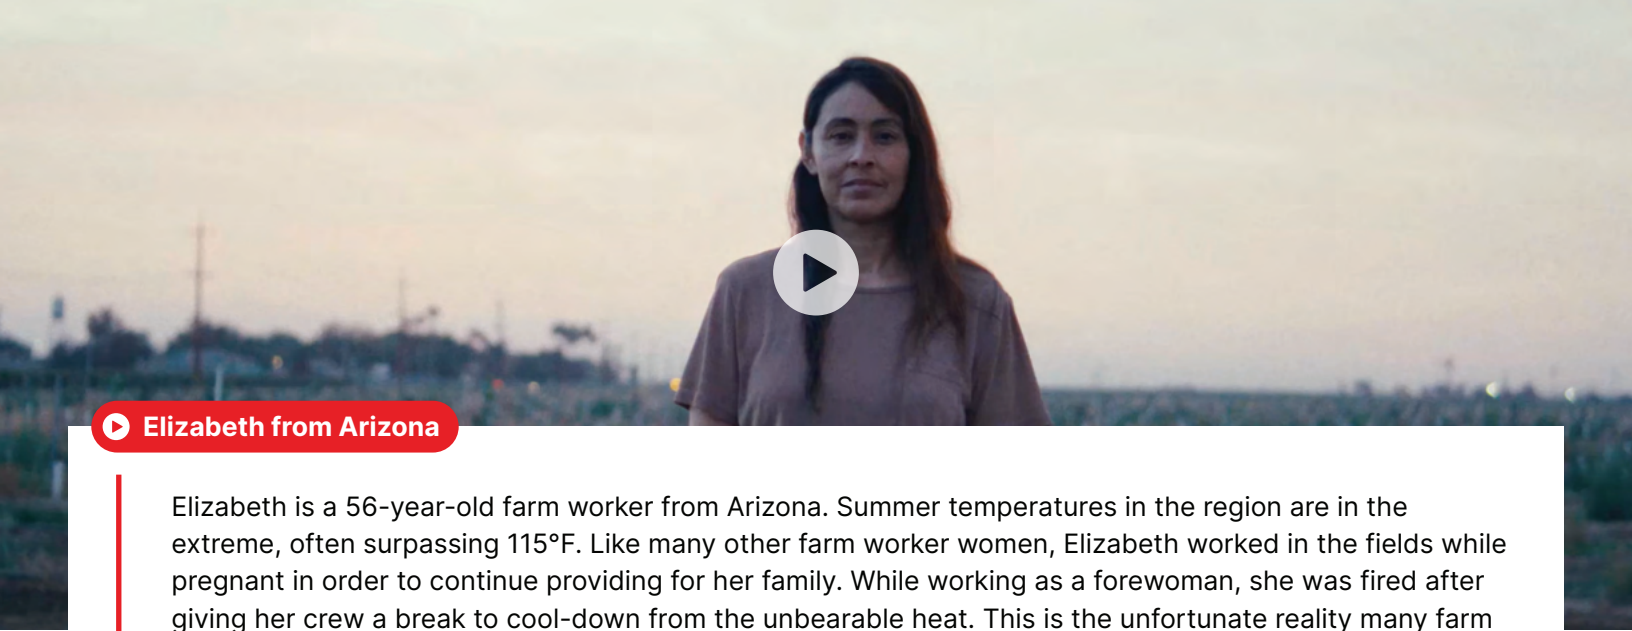 Elizabeth from Arizona
Elizabeth is a 56-year-old farm worker from Arizona. Summer temperatures in the region are in the
extreme, often surpassing 115°F. Like many other farm worker women, Elizabeth worked in the fields while
pregnant in order to continue providing for her family. While working as a forewoman, she was fired after
giving her crew a break to cool-down from the unbearable heat. This is the unfortunate reality many farm